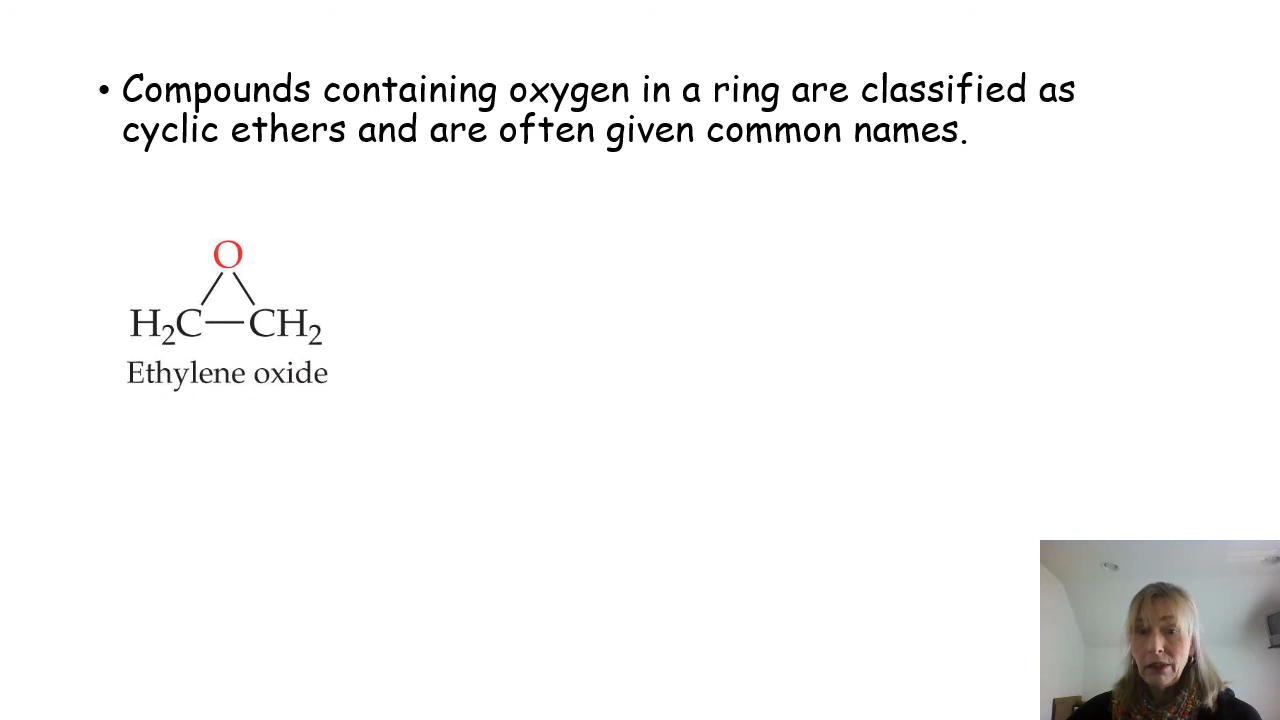 • Compounds containing oxygen in a ring are classified as
cyclic ethers and are often given common names.
O
H₂C—CH₂
Ethylene oxide